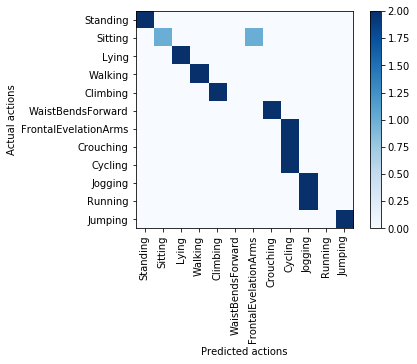 Actual actions
Standing
Sitting
Lying
Walking
Climbing
WaistBendsForward
FrontalEvelationArms
Crouching
Cycling
Jogging
Running
Jumping
Standing
Sitting
Lying
Walking
Climbing
WaistBendsForward
FrontalEvelationArms
Crouching
Cycling
Jogging
Running
Jumping
Predicted actions
2.00
1.75
1.50
1.25
1.00
0.75
0.50
0.25
0.00